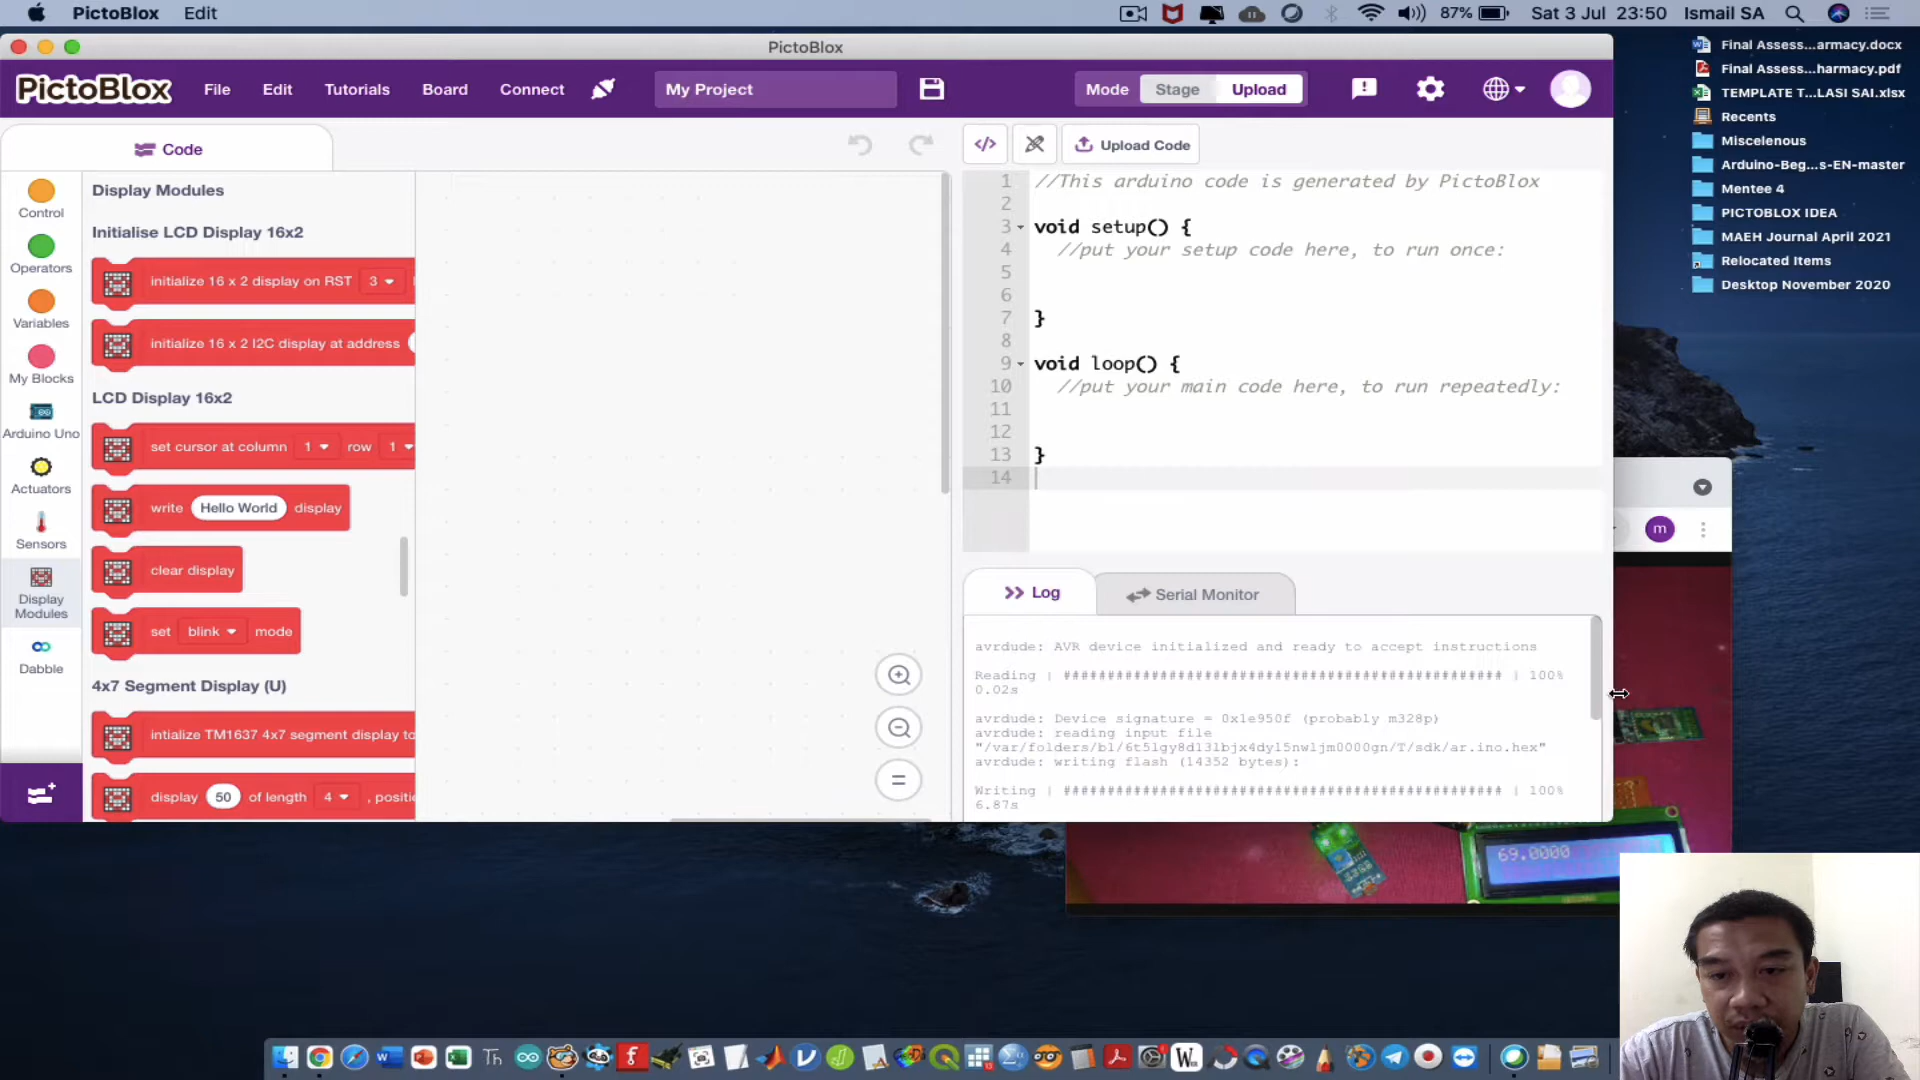 PictoBlox Edit
87% Sat 3 Jul 23:50 Ismail SA
PictoBlox
PictoBlox File Edit Tutorials Board Connect My Project Mode Stage Upload
Code
Upload Code
Control
Operators
Variables
My Blocks
Arduino Uno
Actuators
Sensors
Display
Modules
Dabble
Display Modules
Initialise LCD Display 16x2
initialize 16 x 2 display on RST 3
initialize 16 x 2 I2C display at address
LCD Display 16x2
set cursor at column 1 row 1
write Hello World display
clear display
set blink mode
4x7 Segment Display (U)
intialize TM1637 4x7 segment display to
display 50 of length 4 , positi
1 //This arduino code is generated by PictoBlox
2
3 void setup() {
4 //put your setup code here, to run once:
5
6
7 }
8
9 void loop() {
10 //put your main code here, to run repeatedly:
11
12
13 }
14
Log Serial Monitor
avrdude: AVR device initialized and ready to accept instructions
Reading | ################################################## | 100%
0.02s
avrdude: Device signature = 0x1e950f (probably m328p)
avrdude: reading input file
avrdude: writing flash (14352 bytes):
Writing | ################################################## | 100%
6.87s
Final Assess...armacy.docx
Final Assess...harmacy.pdf
TEMPLATE T...LASI SAI.xlsx
Recents
Miscelenous
Arduino-Beg...s-EN-master
Mentee 4
PICTOBLOX IDEA
MAEH Journal April 2021
Relocated Items
Desktop November 2020
m
69.0000